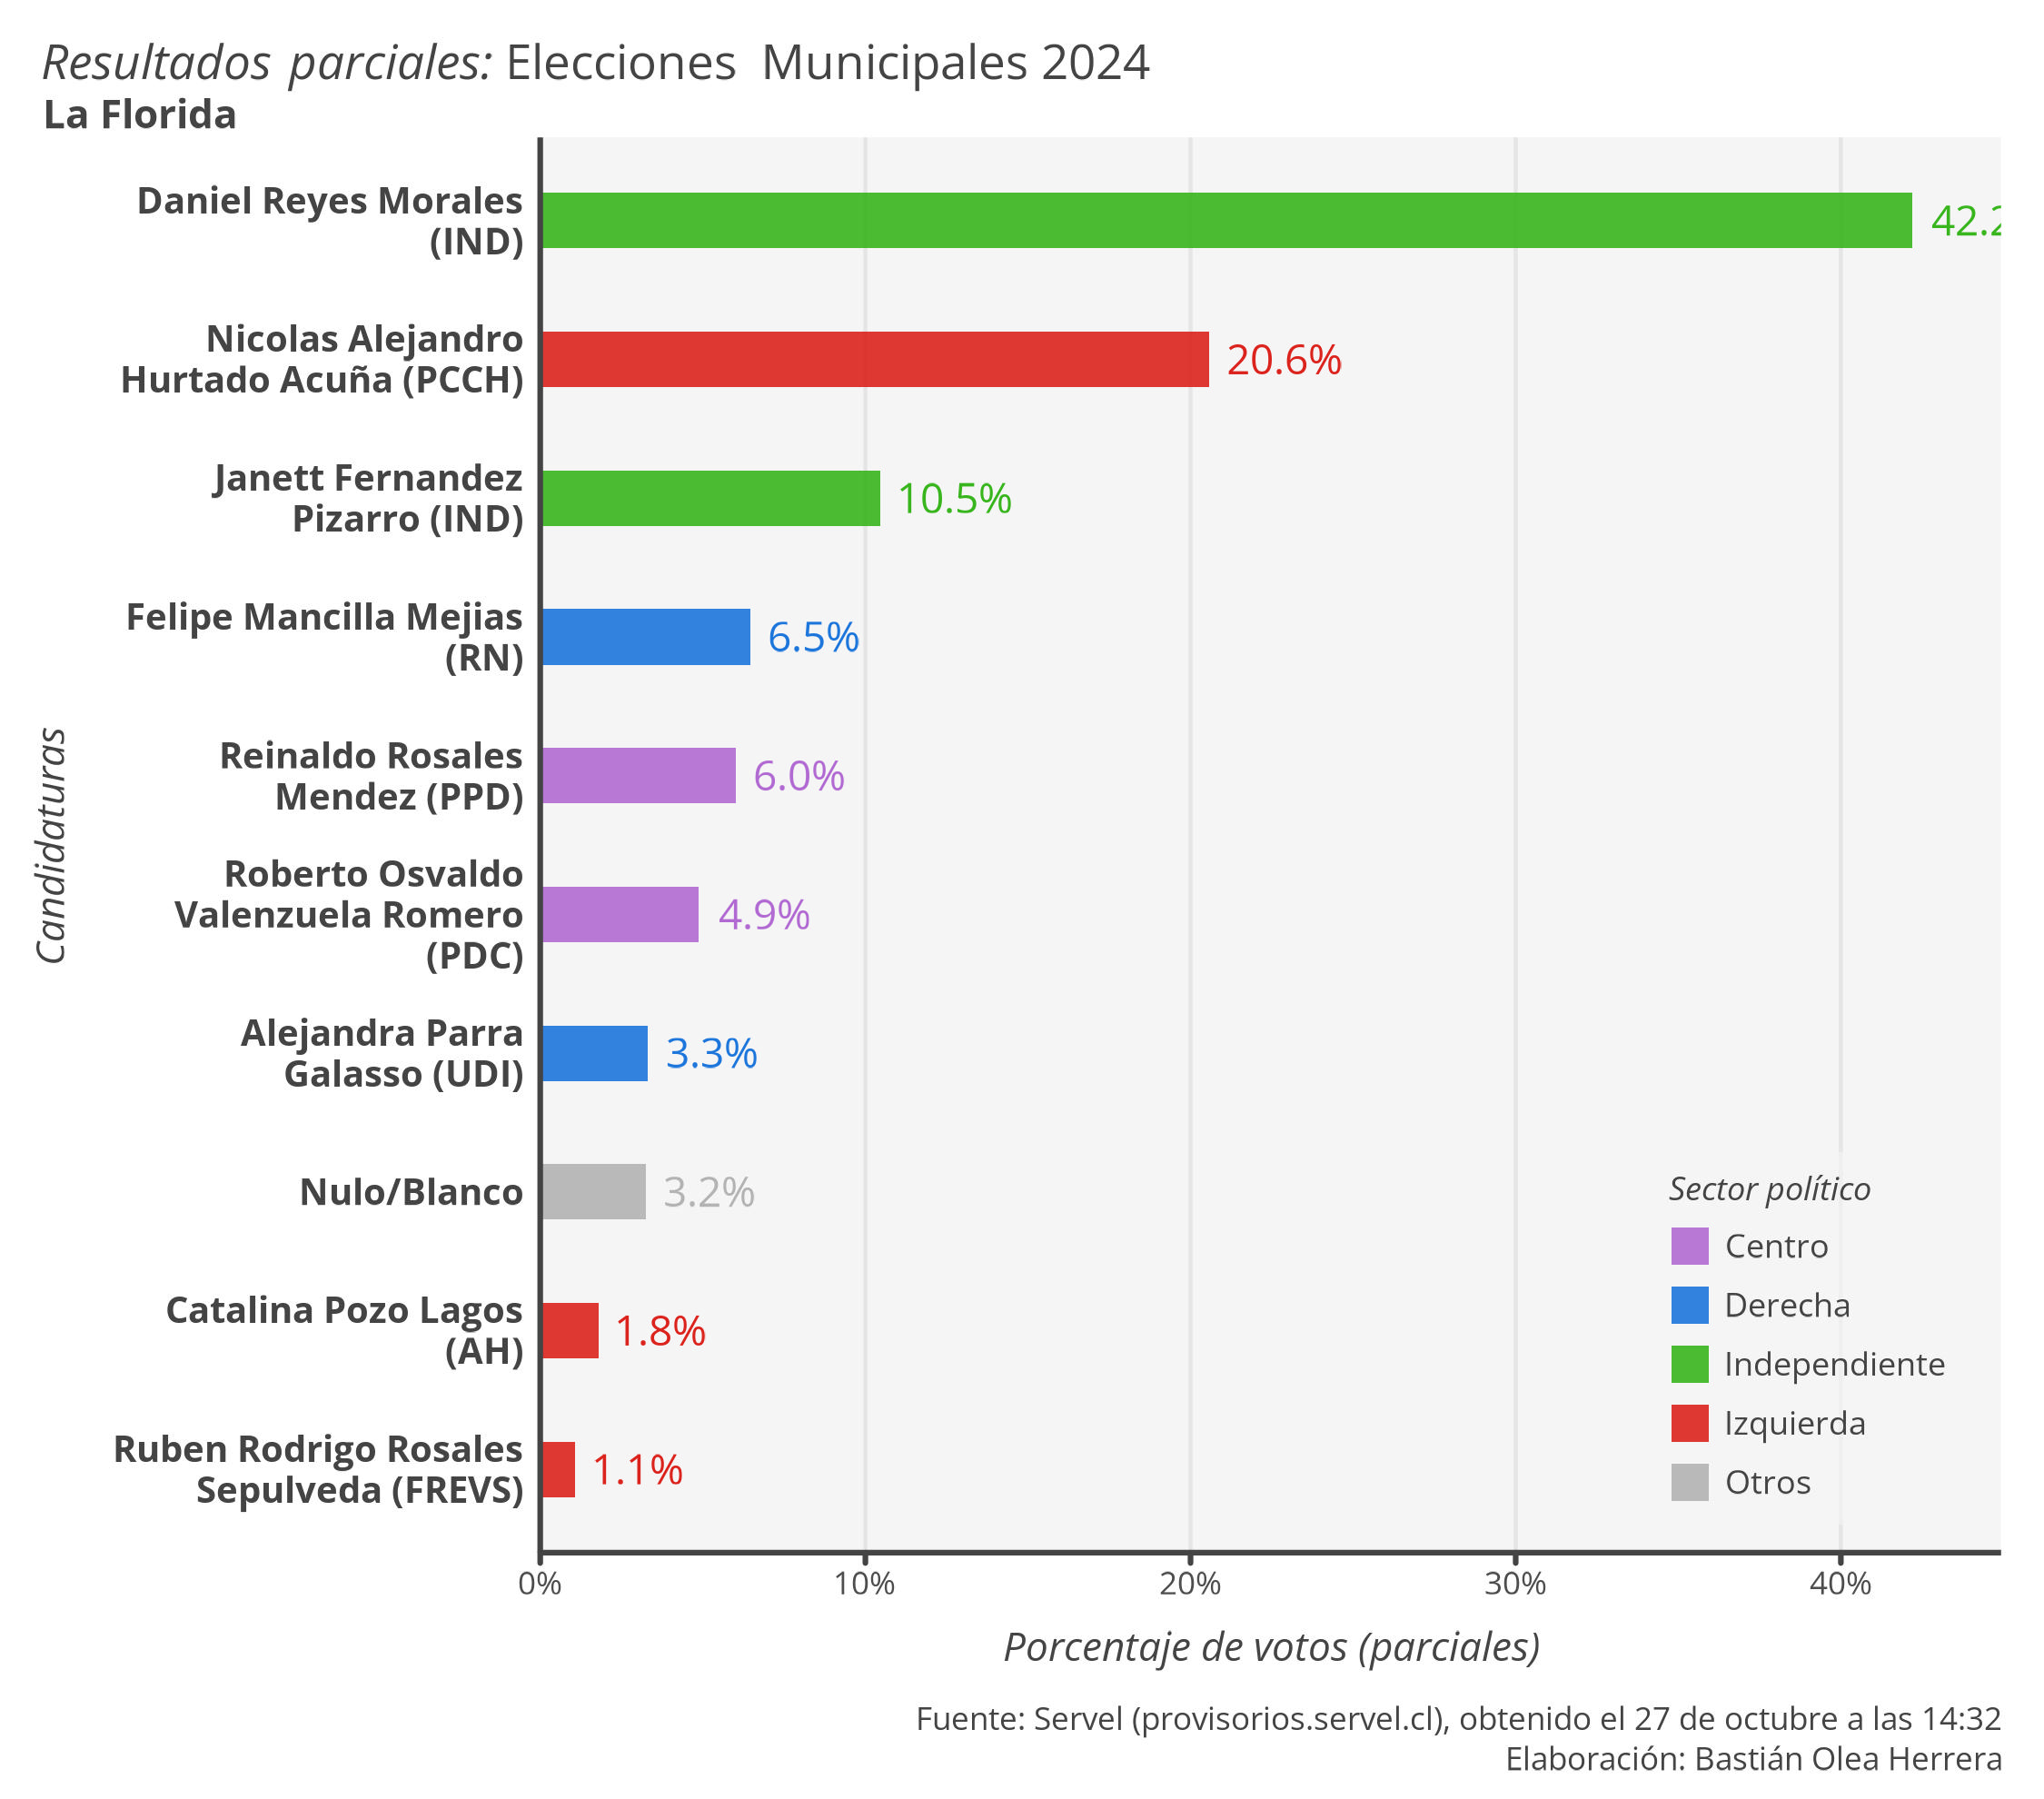 Resultados parciales: Elecciones Municipales 2024
La Florida
Candidaturas
Daniel Reyes Morales
(IND)
42.2
Nicolas Alejandro
Hurtado Acuña (PCCH)
20.6%
Janett Fernandez
Pizarro (IND)
10.5%
Felipe Mancilla Mejias
(RN)
6.5%
Reinaldo Rosales
Mendez (PPD)
6.0%
Roberto Osvaldo
Valenzuela Romero
(PDC)
4.9%
Alejandra Parra
Galasso (UDI)
3.3%
Nulo/Blanco
3.2%
Catalina Pozo Lagos
(AH)
1.8%
Ruben Rodrigo Rosales
Sepulveda (FREVS)
1.1%
Sector político
Centro
Derecha
Independiente
Izquierda
Otros
0%
10%
20%
30%
40%
Porcentaje de votos (parciales)
Fuente: Servel (provisorios.servel.cl), obtenido el 27 de octubre a las 14:32
Elaboración: Bastián Olea Herrera